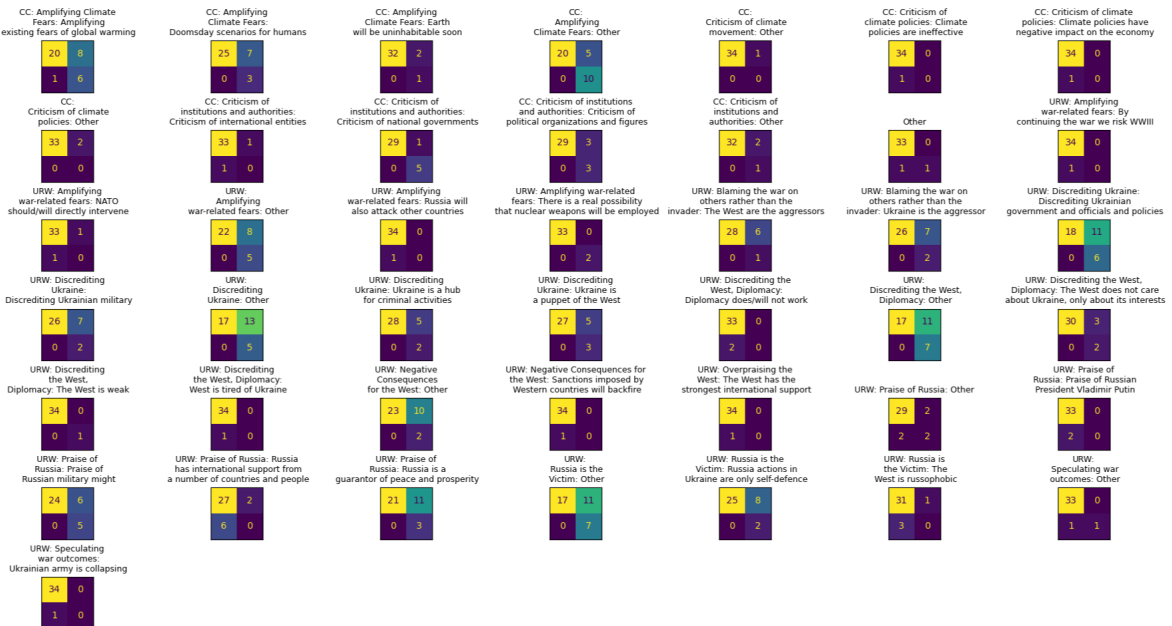 CC: Amplifying Climate
Fears: Amplifying
existing fears of global warming
20 8
1 6
CC: Amplifying
Climate Fears:
Doomsday scenarios for humans
25 7
0 3
CC: Amplifying
Climate Fears: Earth
will be uninhabitable soon
32 2
0 1
CC:
Amplifying
Climate Fears: Other
20 5
0 10
CC:
Criticism of climate
movement: Other
34 1
0 0
CC: Criticism of
climate policies: Climate
policies are ineffective
34 0
1 0
CC: Criticism of climate
policies: Climate policies have
negative impact on the economy
34 0
1 0
CC:
Criticism of climate
policies: Other
33 2
0 0
CC: Criticism of
institutions and authorities:
Criticism of international entities
33 1
1 0
CC: Criticism of
institutions and authorities:
Criticism of national governments
29 1
0 5
CC: Criticism of institutions
and authorities: Criticism of
political organizations and figures
29 3
0 3
CC: Criticism of
institutions and
authorities: Other
32 2
0 1
Other
33 0
1 1
URW: Amplifying
war-related fears: By
continuing the war we risk WWIII
34 0
1 0
URW: Amplifying
war-related fears: NATO
should/will directly intervene
33 1
1 0
URW:
Amplifying
war-related fears: Other
22 8
0 5
URW: Amplifying
war-related fears: Russia will
also attack other countries
34 0
1 0
URW: Amplifying war-related
fears: There is a real possibility
that nuclear weapons will be employed
33 0
0 2
URW: Blaming the war on
others rather than the
invader: The West are the aggressors
28 6
0 1
URW: Blaming the war on
others rather than the
invader: Ukraine is the aggressor
26 7
0 2
URW: Discrediting Ukraine:
Discrediting Ukrainian
government and officials and policies
18 11
0 6
URW: Discrediting
Ukraine:
Discrediting Ukrainian military
26 7
0 2
URW:
Discrediting
Ukraine: Other
17 13
0 5
URW: Discrediting
Ukraine: Ukraine is a hub
for criminal activities
28 5
0 2
URW: Discrediting
Ukraine: Ukraine is
a puppet of the West
27 5
0 3
URW: Discrediting the
West, Diplomacy:
Diplomacy does/will not work
33 0
2 0
URW:
Discrediting the West,
Diplomacy: Other
17 11
0 7
URW: Discrediting the West,
Diplomacy: The West does not care
about Ukraine, only about its interests
30 3
0 2
URW: Discrediting
the West,
Diplomacy: The West is weak
34 0
0 1
URW: Discrediting
the West, Diplomacy:
West is tired of Ukraine
34 0
1 0
URW: Negative
Consequences
for the West: Other
23 10
0 2
URW: Negative Consequences for
the West: Sanctions imposed by
Western countries will backfire
34 0
1 0
URW: Overpraising the
West: The West has the
strongest international support
34 0
1 0
URW: Praise of Russia: Other
29 2
2 2
URW: Praise of
Russia: Praise of Russian
President Vladimir Putin
33 0
2 0
URW: Praise of
Russia: Praise of
Russian military might
24 6
0 5
URW: Praise of Russia: Russia
has international support from
a number of countries and people
27 2
6 0
URW: Praise of
Russia: Russia is a
guarantor of peace and prosperity
21 11
0 3
URW:
Russia is the
Victim: Other
17 11
0 7
URW: Russia is the
Victim: Russia actions in
Ukraine are only self-defence
25 8
0 2
URW: Russia is
the Victim: The
West is russophobic
31 1
3 0
URW:
Speculating war
outcomes: Other
33 0
1 1
URW: Speculating
war outcomes:
Ukrainian army is collapsing
34 0
1 0